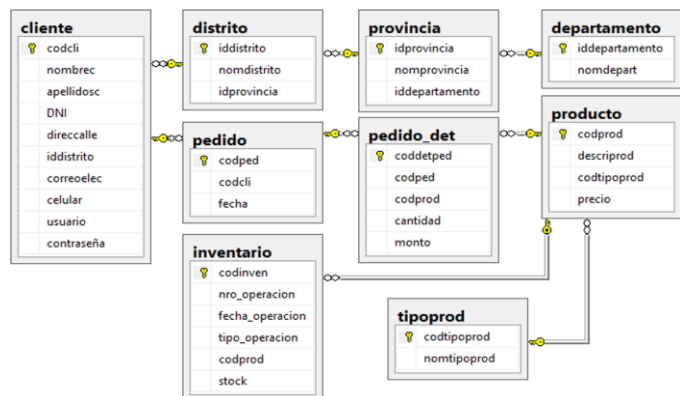 cliente
codcli
nombrec
apellidosc
DNI
direccalle
iddistrito
correoelec
celular
usuario
contraseña
distrito
iddistrito
nomdistrito
idprovincia
provincia
idprovincia
nomprovincia
iddepartamento
departamento
iddepartamento
nomdepart
pedido
codped
codcli
fecha
pedido_det
coddetped
codped
codprod
cantidad
monto
producto
codprod
descriprod
codtipoprod
precio
inventario
codinven
nro_operacion
fecha_operacion
tipo_operacion
codprod
stock
tipoprod
codtipoprod
nomtipoprod